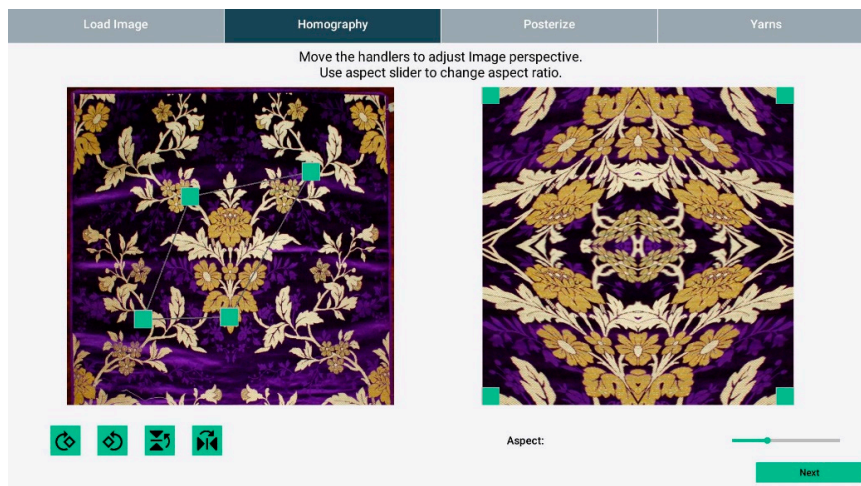 Load Image
Homography
Posterize
Yarns
Move the handlers to adjust Image perspective.
Use aspect slider to change aspect ratio.
Aspect:
Next